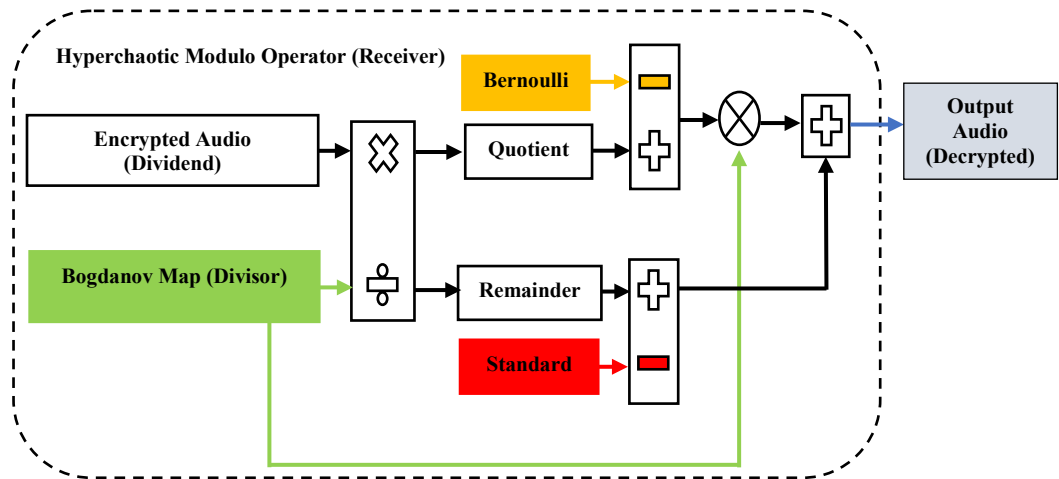 Hyperchaotic Modulo Operator (Receiver)
Bernoulli
Encrypted Audio
(Dividend)
Quotient
Output
Audio
(Decrypted)
Bogdanov Map (Divisor)
Remainder
Standard